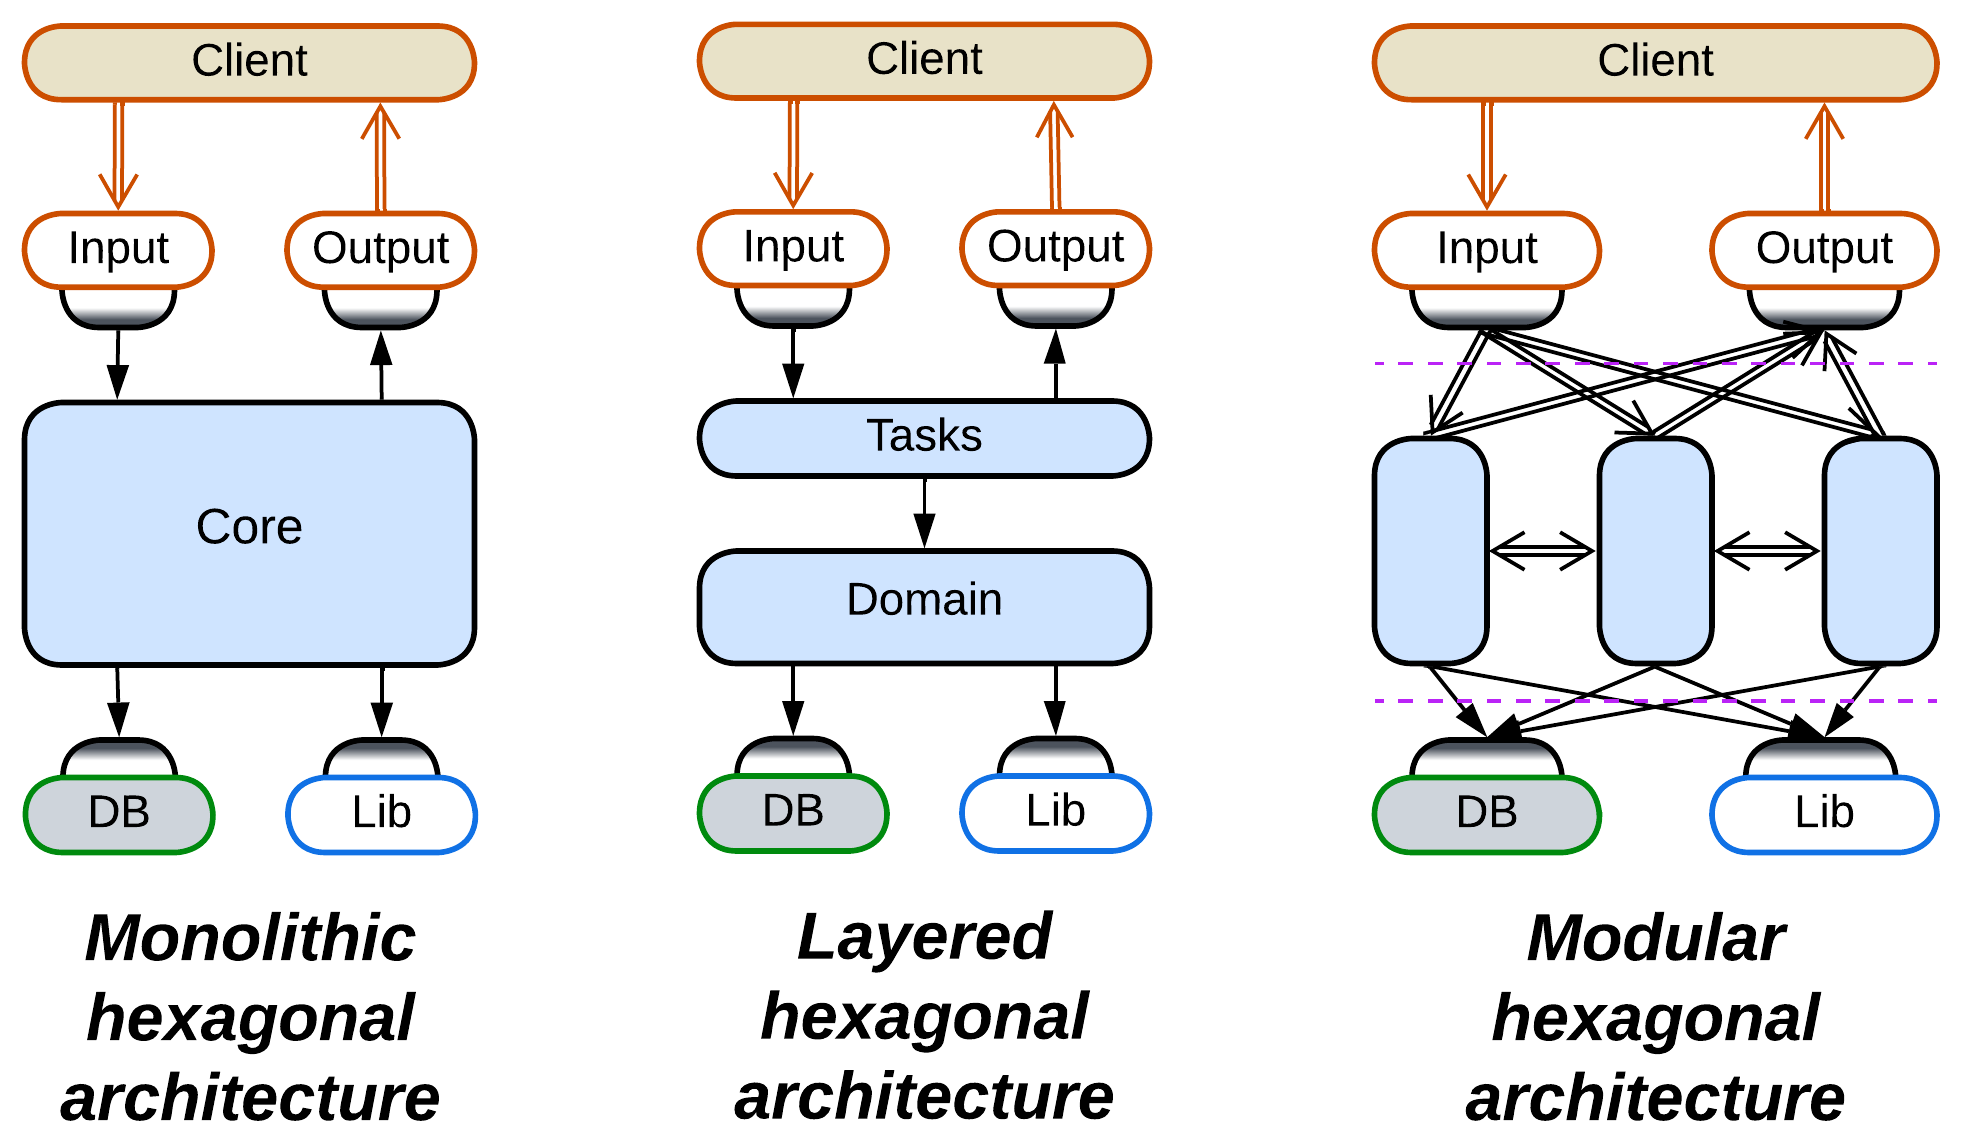 Client
Input
Output
Core
DB
Lib
Monolithic
hexagonal
architecture
Client
Input
Output
Tasks
Domain
DB
Lib
Layered
hexagonal
architecture
Client
Input
Output
DB
Lib
Modular
hexagonal
architecture